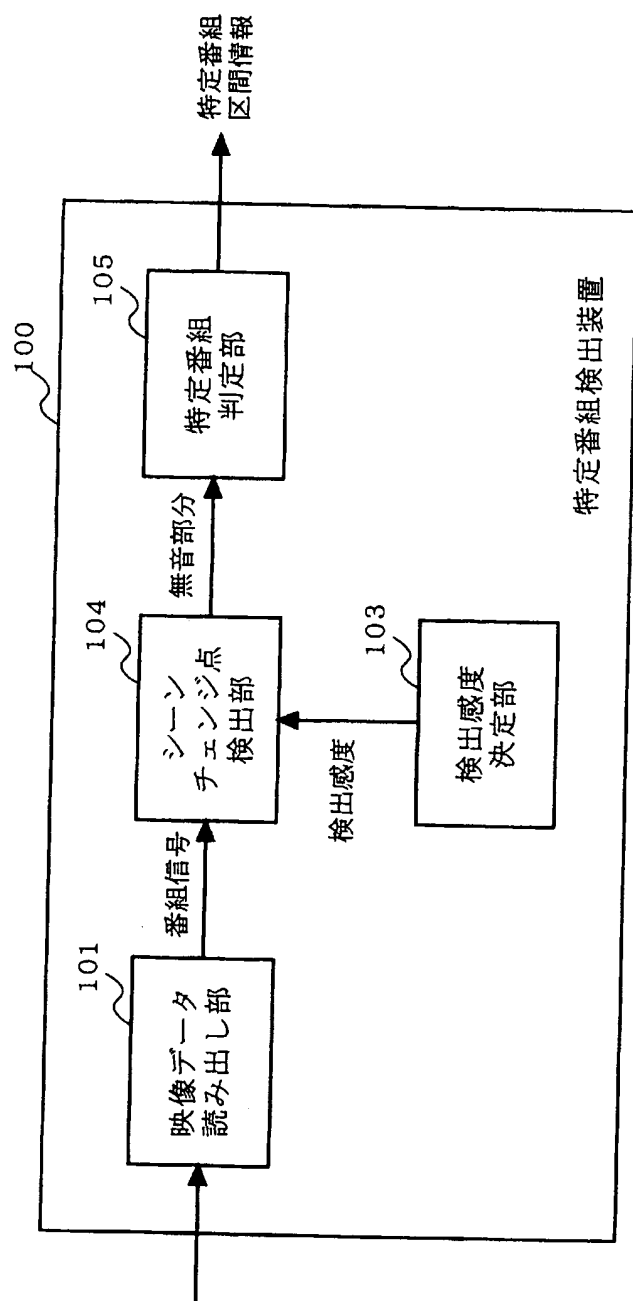 100
101
映像データ
読み出し部
番組信号
104
シーン
チェンジ点
検出部
無音部分
105
特定番組
判定部
特定番組
区間情報
検出感度
103
検出感度
決定部
特定番組検出装置